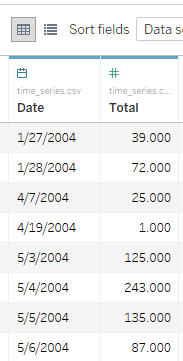 Sort fields Data s
time_series.csv time_series.c...
Date Total
1/27/2004 39.000
1/28/2004 72.000
4/7/2004 25.000
4/19/2004 1.000
5/3/2004 125.000
5/4/2004 243.000
5/5/2004 135.000
5/6/2004 87.000